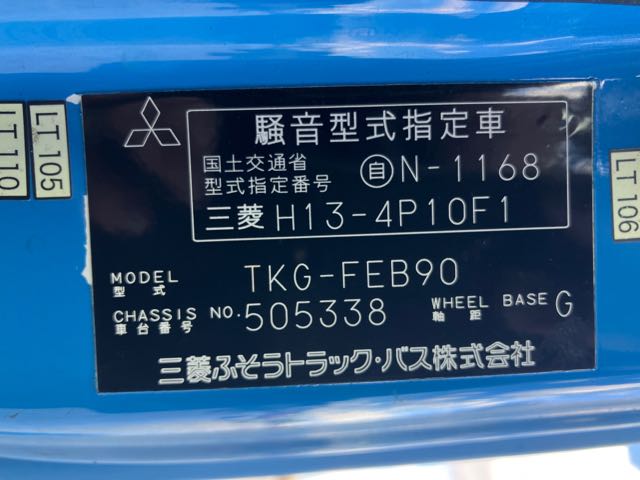 騒音型式指定車
国土交通省
型式指定番号
自 N-1168
三菱 H13-4P10F1
MODEL TKG-FEB90
型式
CHASSIS NO. 505338 WHEEL BASE G
車台番号 軸距
三菱ふそうトラック・バス株式会社
LT 110
LT 105
LT 106